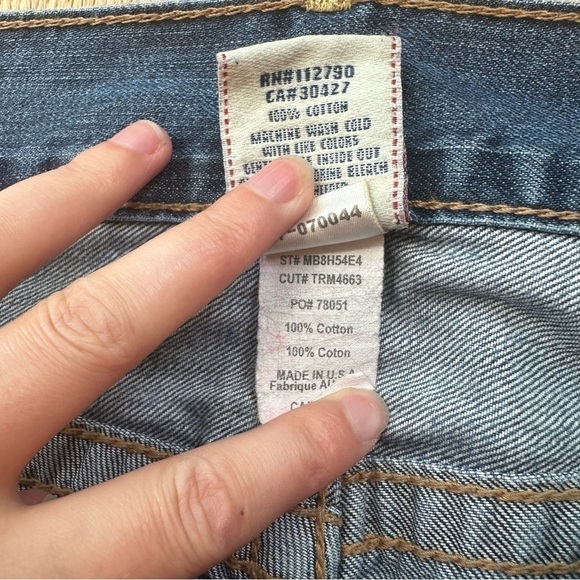 RN#112790
CA#30427
100% COTTON
MACHINE WASH COLD
WITH LIKE COLORS
INSIDE OUT
BLEACH
-070044
ST# MB8H54E4
CUT# TRM4663
PO# 78051
100% Cotton
100% Coton
MADE IN U.S.A
Fabrique